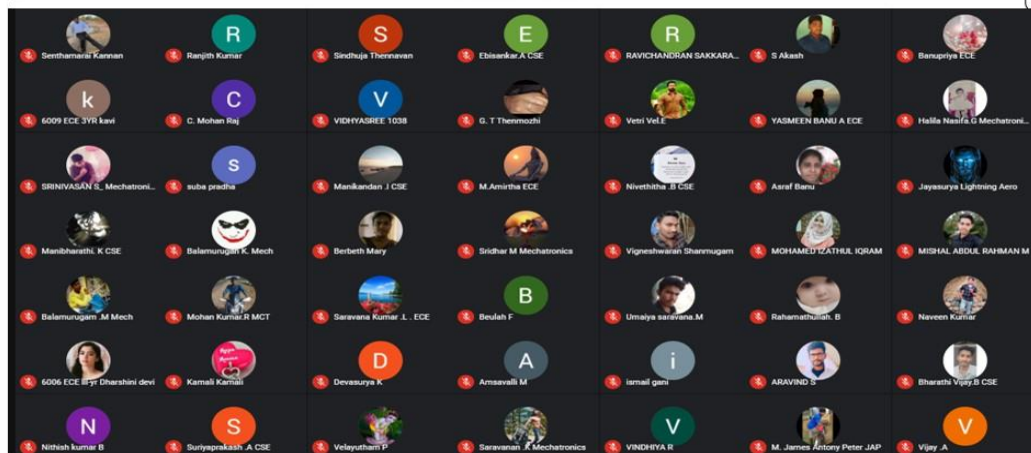 R
S
E
R
Senthamarai Kannan
Ranjith Kumar
Sindhuja Thennavan
Ebisankar.A CSE
RAVICHANDRAN SAKKARA...
S Akash
Banupriya ECE
k
C
V
6009 ECE 3YR kavi
C. Mohan Raj
VIDHYASREE 1038
G. T Thenmozhi
Vetri Vel.E
YASMEEN BANU A ECE
Halila Nasifa.G Mechatroni...
s
SRINIVASAN S_ Mechatroni...
suba pradha
Manikandan .I CSE
M.Amirtha ECE
Nivethitha .B CSE
Asraf Banu
Jayasurya Lightning Aero
Manibharathi. K CSE
Balamurugan K. Mech
Berbeth Mary
Sridhar M Mechatronics
Vigneshwaran Shanmugam
MOHAMED IZATHUL IQRAM
MISHAL ABDUL RAHMAN M
B
Balamurugam .M Mech
Mohan Kumar.R MCT
Saravana Kumar .L . ECE
Beulah F
Umaiya saravana.M
Rahamathullah. B
Naveen Kumar
D
A
i
6006 ECE III-yr Dharshini devi
Kamali Kamali
Devasurya K
Amsavalli M
ismail gani
ARAVIND S
Bharathi Vijay.B CSE
N
S
V
V
Nithish kumar B
Suriyaprakash .A CSE
Velayutham P
Saravanan .K Mechatronics
VINDHIYA R
M. James Antony Peter JAP
Vijay .A